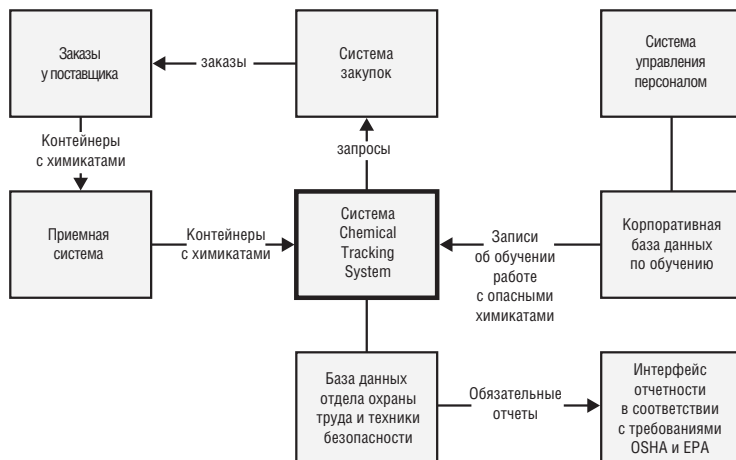 Заказы
у поставщика
заказы
Система
закупок
Система
управления
персоналом
Контейнеры
с химикатами
запросы
Приемная
система
Контейнеры
с химикатами
Система
Chemical
Tracking
System
Записи
об обучении
работе
с опасными
химикатами
Корпоративная
база данных
по обучению
База данных
отдела охраны
труда и техники
безопасности
Обязательные
отчеты
Интерфейс
отчетности
в соответствии
с требованиями
OSHA и EPA